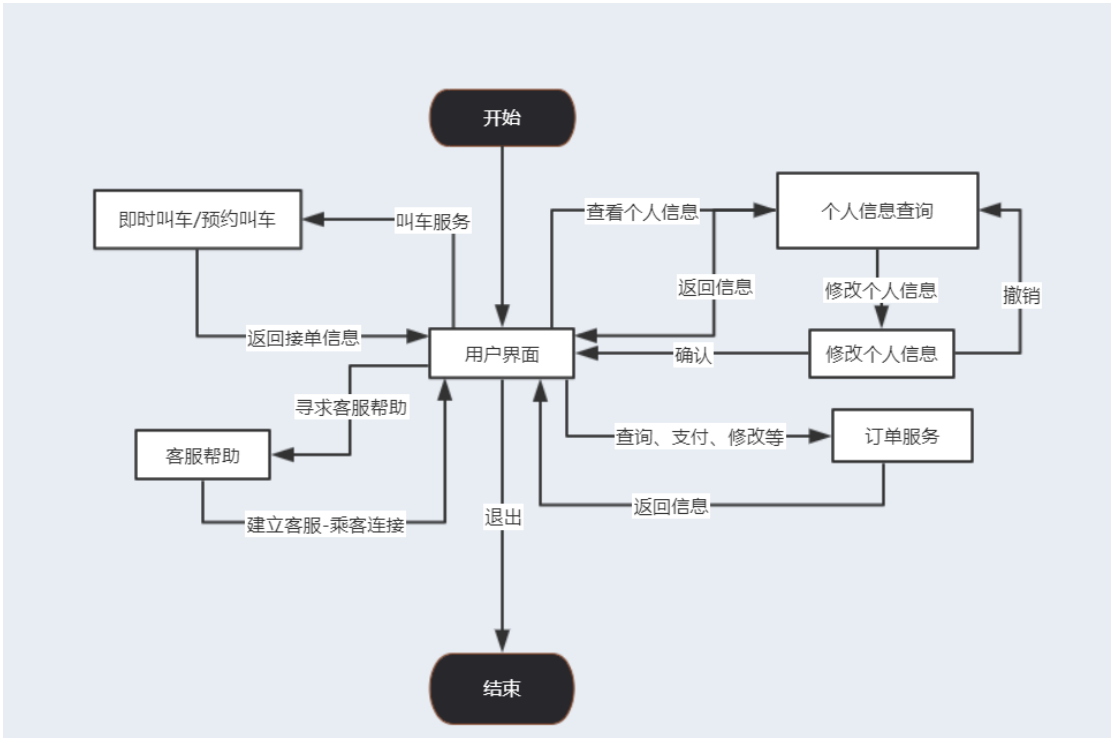 开始
即时叫车/预约叫车
叫车服务
查看个人信息
个人信息查询
返回信息
修改个人信息
撤销
返回接单信息
用户界面
确认
修改个人信息
寻求客服帮助
客服帮助
查询、支付、修改等
订单服务
建立客服-乘客连接
退出
返回信息
结束